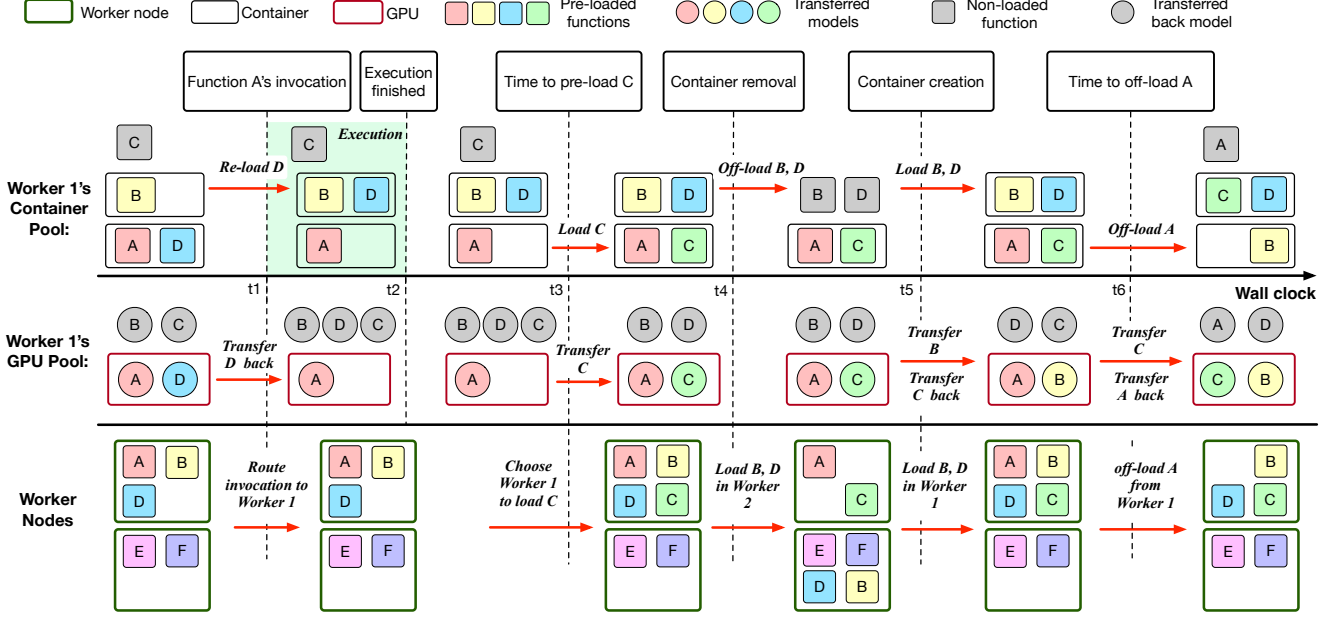 Worker node
Container
GPU
Pre-loaded
functions
Transferred
models
Non-loaded
function
Transferred
back model
Function A's invocation
Execution
finished
Time to pre-load C
Container removal
Container creation
Time to off-load A
Worker 1's
Container
Pool:
C
B
A D
Re-load D
Execution
C
B D
A
C
B D
A
Load C
B D
A C
Off-load B, D
B D
A C
Load B, D
B D
A C
Off-load A
A
C D
B
t1
t2
t3
t4
t5
t6
Wall clock
Worker 1's
GPU Pool:
B C
A D
Transfer
D back
B D C
A
B D C
A
Transfer
C
B D
A C
B D
A C
Transfer
B
Transfer
C back
D C
A B
Transfer
C
Transfer
A back
A D
C B
Worker
Nodes
A B
D
E F
Route
invocation to
Worker 1
A B
D
E F
Choose
Worker 1
to load C
A B
D C
E F
Load B, D
in Worker
2
A
C
E F
D B
Load B, D
in Worker
1
A B
D C
E F
off-load A
from
Worker 1
B
D C
E F